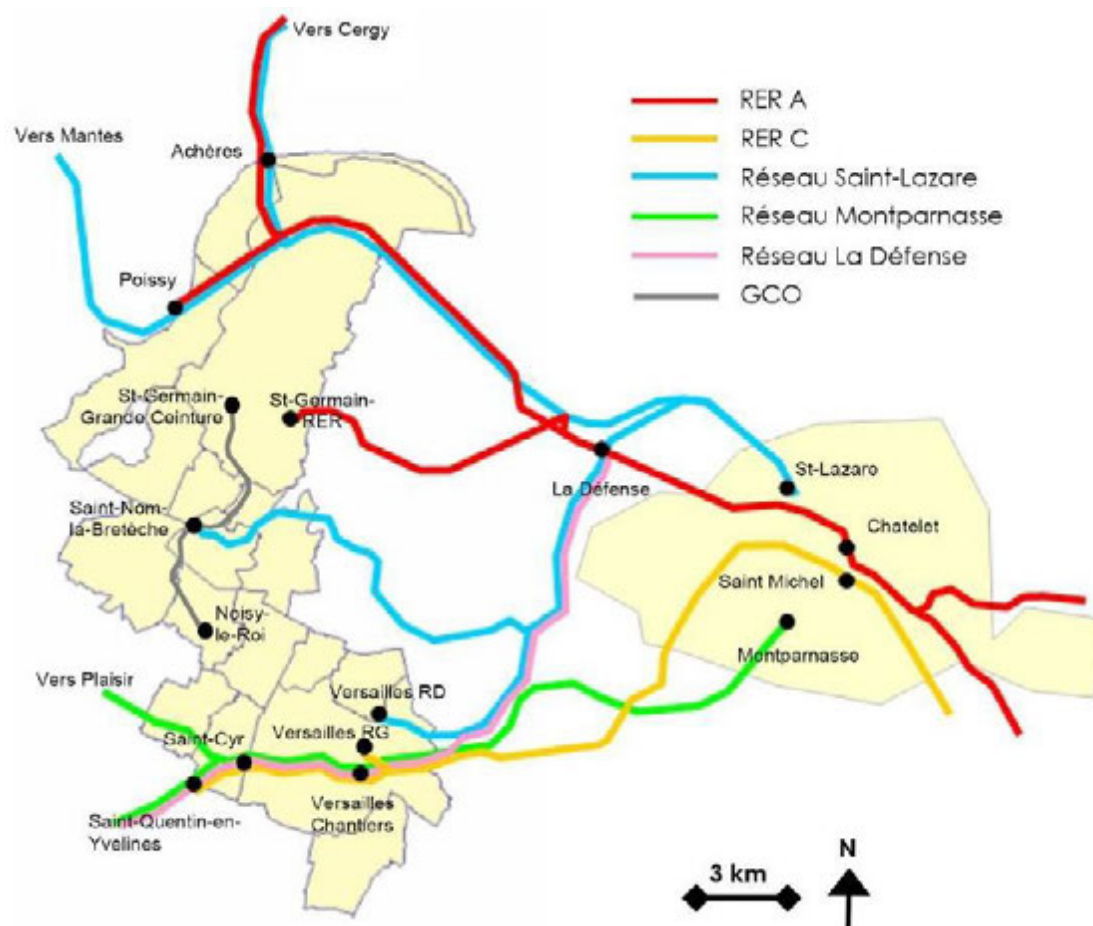 Vers Cergy
Vers Mantes
Achères
RER A
RER C
Réseau Saint-Lazare
Réseau Montparnasse
Réseau La Défense
GCO
Poissy
St-Germain-
Grande Ceinture
St-Germain-
RER
La Défense
St-Lazare
Saint-Nom-
la-Bretèche
Chatelet
Saint Michel
Noisy-
le-Roi
Montparnasse
Vers Plaisir
Versailles RD
Saint-Cyr
Versailles RG
Versailles
Chantiers
Saint-Quentin-en-
Yvelines
3 km
N